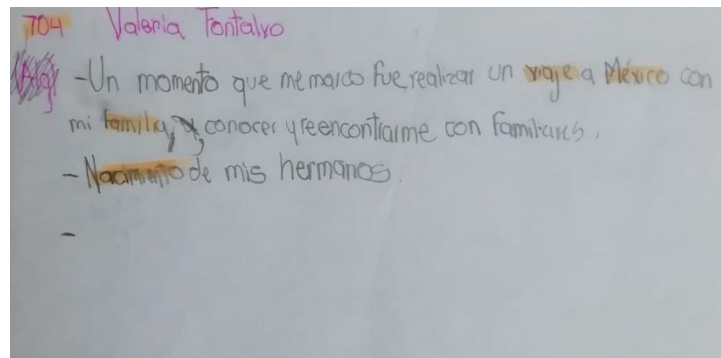 704 Valeria Fontalvo
-Un momento que me marco fue realizar un viaje a México con
mi familia, conocer y reencontrarme con familiares.
- Nacimiento de mis hermanos.
-